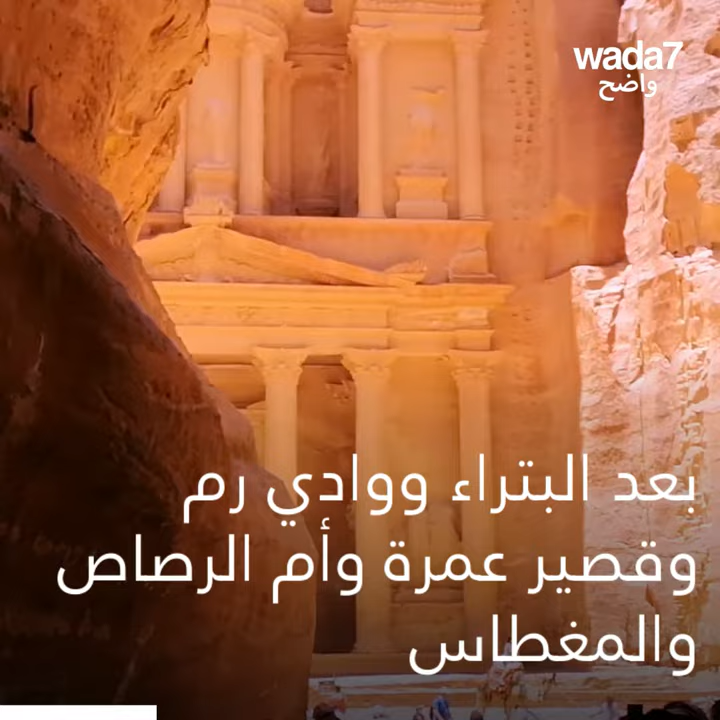 wada7
واضح
بعد البتراء ووادي رم
وقصير عمرة وأم الرصاص
والمغطاس